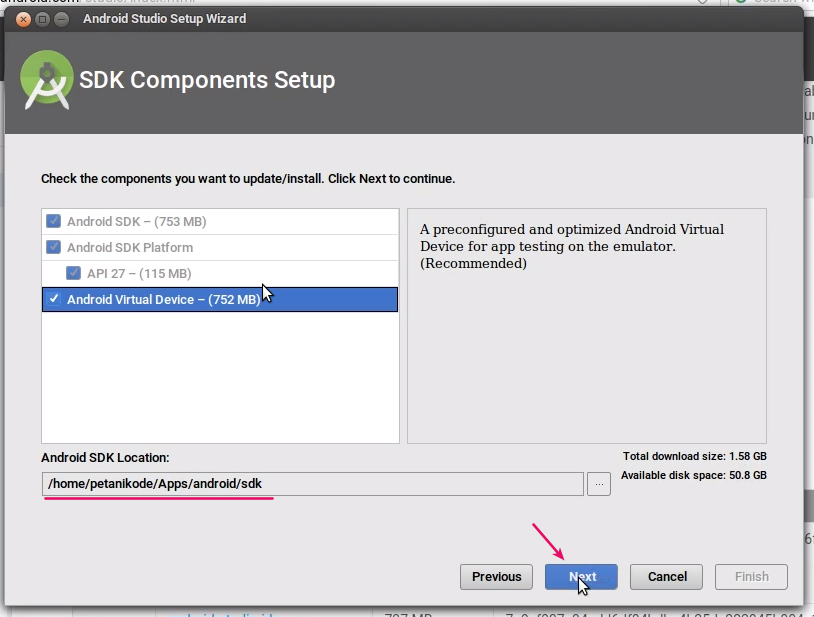 Android Studio Setup Wizard
SDK Components Setup
Check the components you want to update/install. Click Next to continue.
Android SDK – (753 MB)
Android SDK Platform
API 27 – (115 MB)
Android Virtual Device – (752 MB)
A preconfigured and optimized Android Virtual
Device for app testing on the emulator.
(Recommended)
Android SDK Location:
Total download size: 1.58 GB
/home/petanikode/Apps/android/sdk
...
Available disk space: 50.8 GB
Previous
Next
Cancel
Finish